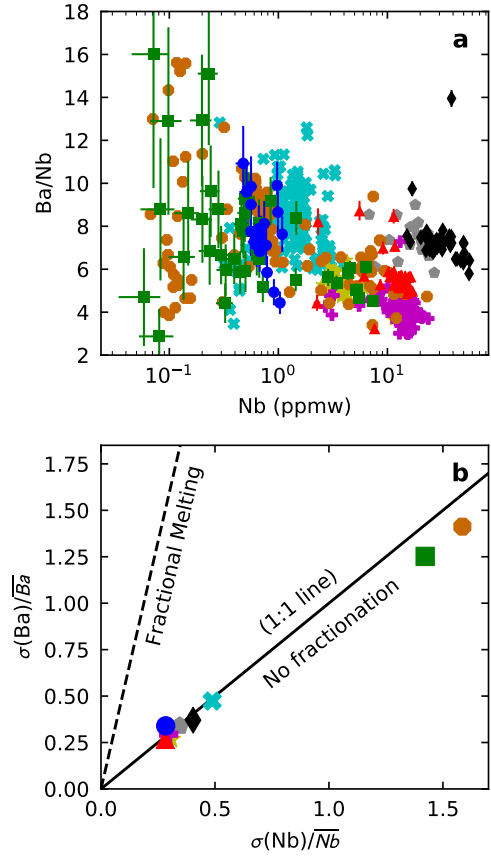 a
18
16
14
12
10
8
6
4
2
Ba/Nb
10⁻¹ 10⁰ 10¹
Nb (ppmw)
b
1.75
1.50
1.25
1.00
0.75
0.50
0.25
0.00
σ(Ba)/B̅a̅
Fractional Melting
(1:1 line)
No fractionation
0.0 0.5 1.0 1.5
σ(Nb)/N̅b̅